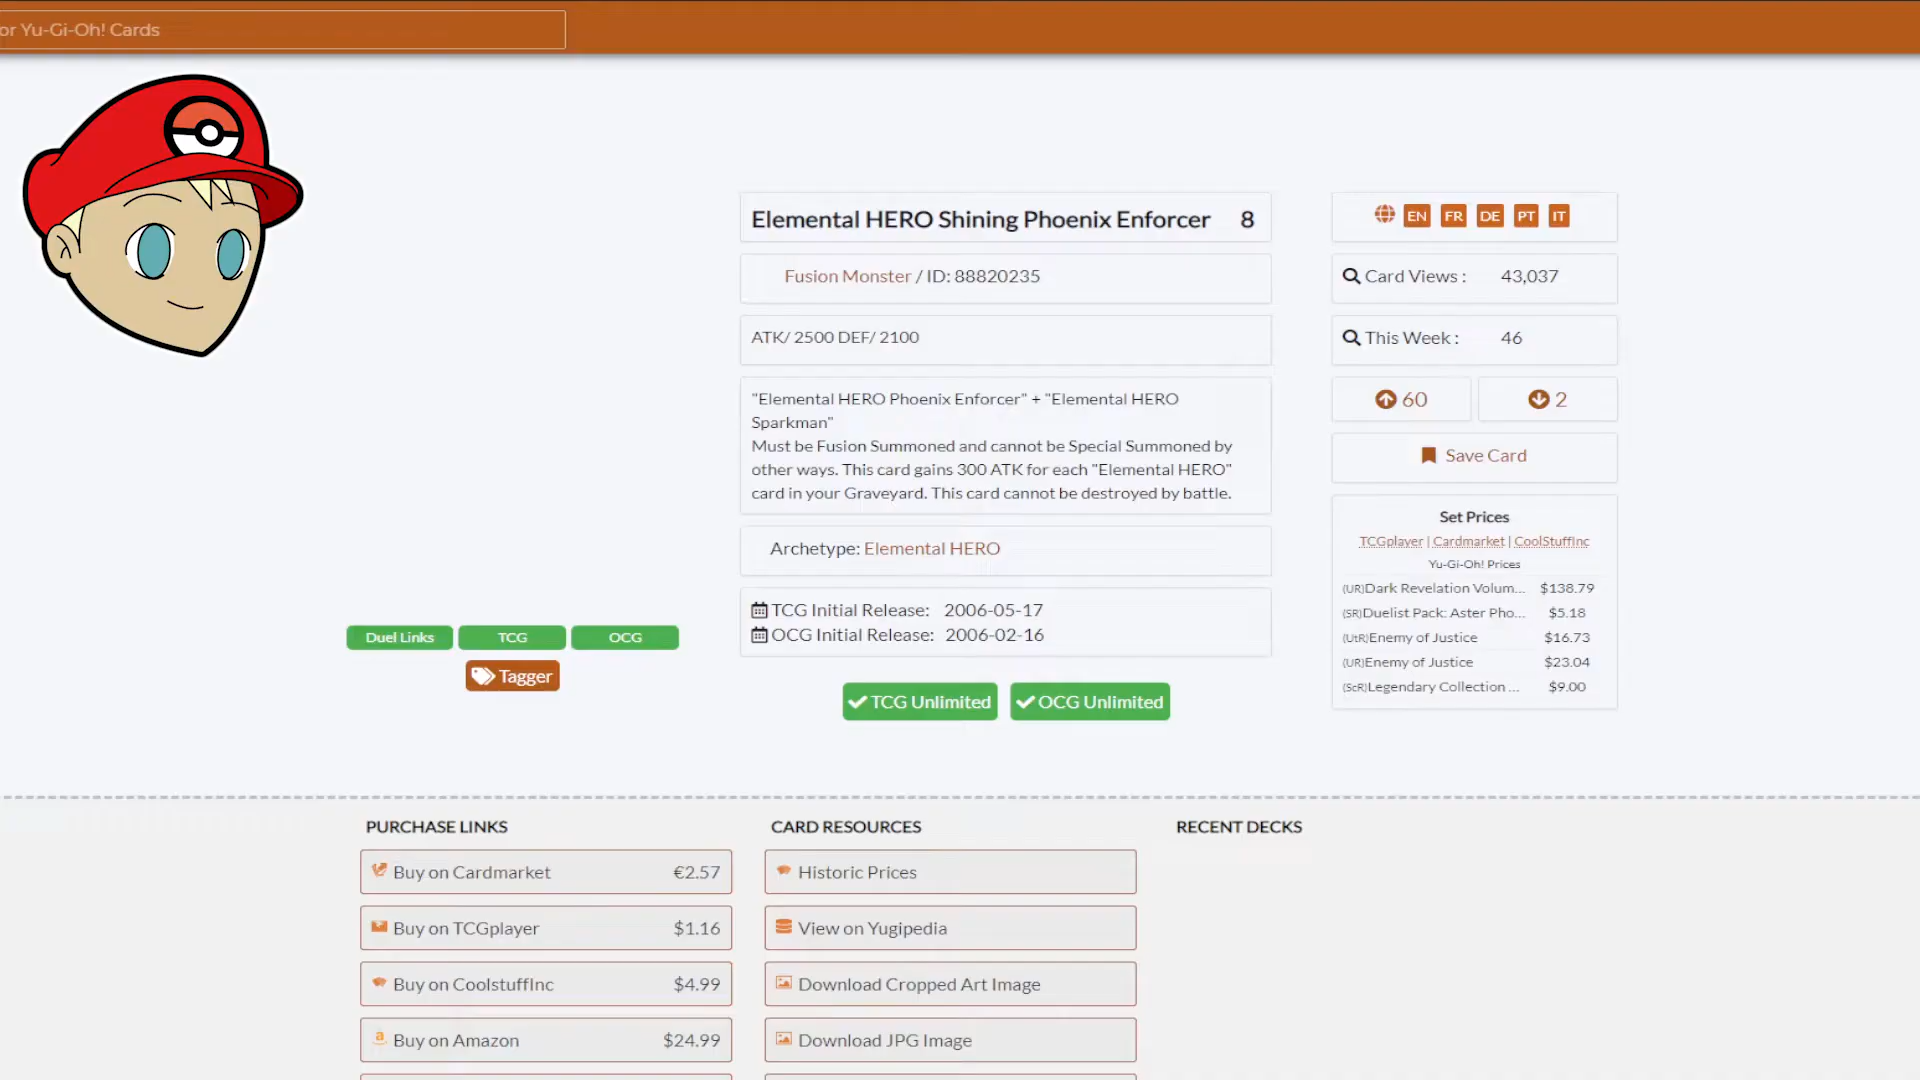 or Yu-Gi-Oh! Cards
Elemental HERO Shining Phoenix Enforcer 8
Fusion Monster / ID: 88820235
ATK/ 2500 DEF/ 2100
"Elemental HERO Phoenix Enforcer" + "Elemental HERO
Sparkman"
Must be Fusion Summoned and cannot be Special Summoned by
other ways. This card gains 300 ATK for each "Elemental HERO"
card in your Graveyard. This card cannot be destroyed by battle.
Archetype: Elemental HERO
TCG Initial Release: 2006-05-17
OCG Initial Release: 2006-02-16
TCG Unlimited OCG Unlimited
Duel Links TCG OCG
Tagger
EN FR DE PT IT
Card Views : 43,037
This Week : 46
60 2
Save Card
Set Prices
TCGplayer | Cardmarket | CoolStuffInc
Yu-Gi-Oh! Prices
(UR)Dark Revelation Volum... $138.79
(SR)Duelist Pack: Aster Pho... $5.18
(UtR)Enemy of Justice $16.73
(UR)Enemy of Justice $23.04
(ScR)Legendary Collection ... $9.00
PURCHASE LINKS
Buy on Cardmarket €2.57
Buy on TCGplayer $1.16
Buy on CoolstuffInc $4.99
Buy on Amazon $24.99
CARD RESOURCES
Historic Prices
View on Yugipedia
Download Cropped Art Image
Download JPG Image
RECENT DECKS